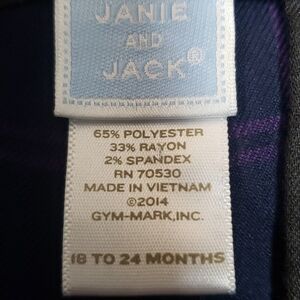 JANIE
AND
JACK®
65% POLYESTER
33% RAYON
2% SPANDEX
RN 70530
MADE IN VIETNAM
©2014
GYM-MARK,INC.
18 TO 24 MONTHS